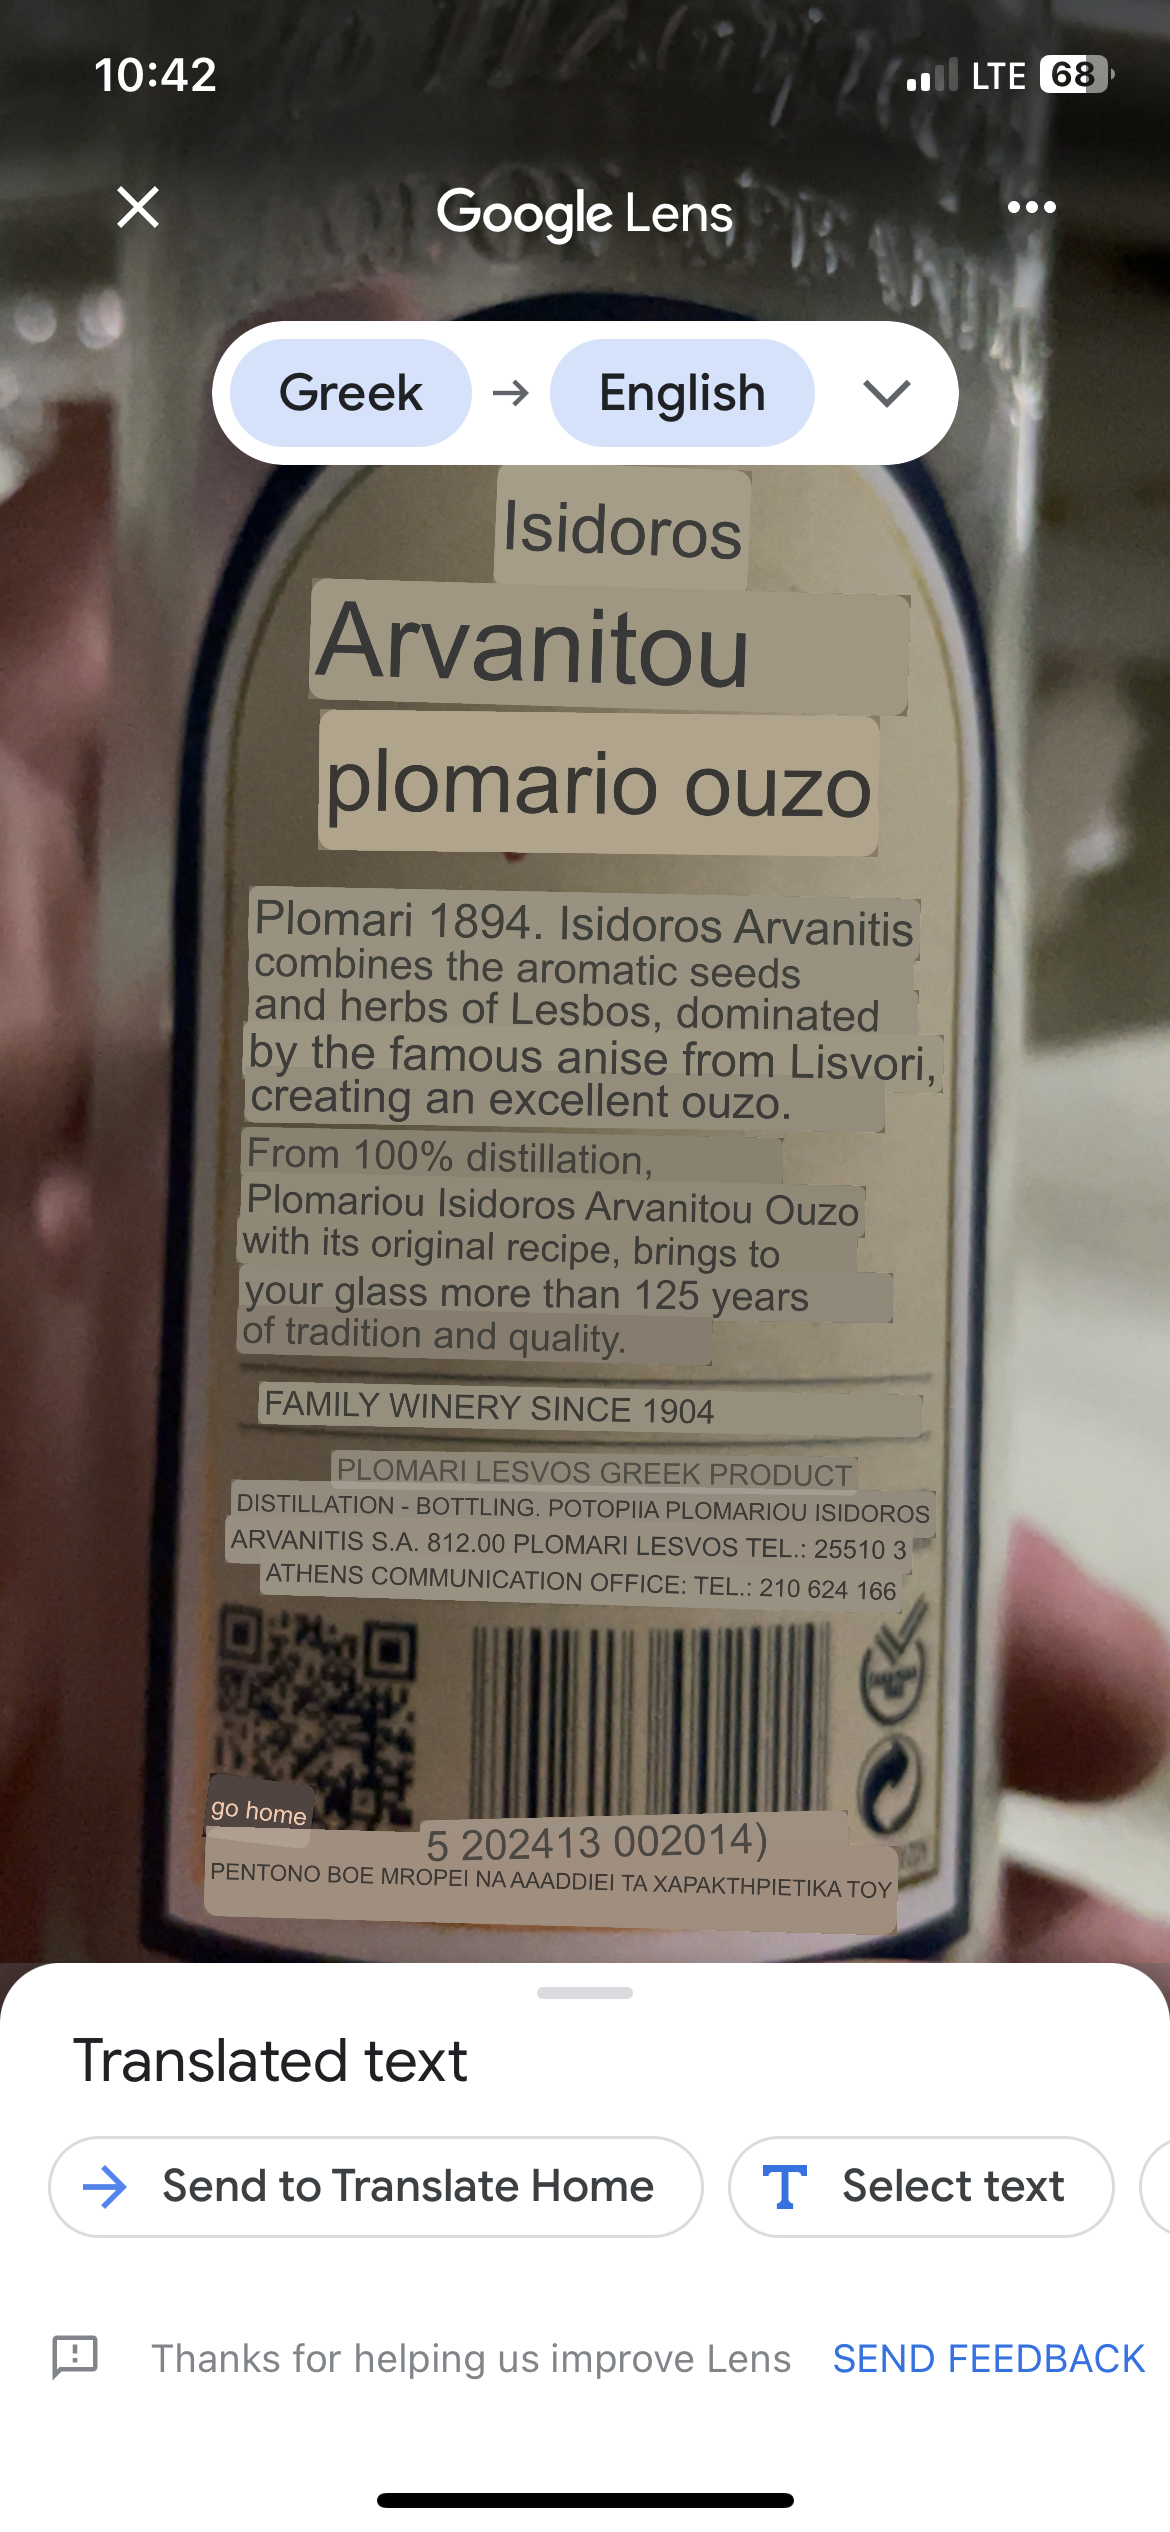 10:42
LTE 68
Google Lens
Greek → English
Isidoros
Arvanitou
plomario ouzo
Plomari 1894. Isidoros Arvanitis
combines the aromatic seeds
and herbs of Lesbos, dominated
by the famous anise from Lisvori,
creating an excellent ouzo.
From 100% distillation,
Plomariou Isidoros Arvanitou Ouzo
with its original recipe, brings to
your glass more than 125 years
of tradition and quality.
FAMILY WINERY SINCE 1904
PLOMARI LESVOS GREEK PRODUCT
DISTILLATION - BOTTLING. POTOPIIA PLOMARIOU ISIDOROS
ARVANITIS S.A. 812.00 PLOMARI LESVOS TEL.: 25510 3
ATHENS COMMUNICATION OFFICE: TEL.: 210 624 166
go home
5 202413 002014)
PENTONO BOE MROPEI NA AAADDIEI TA XAPAKTHPIETIKA TOY
Translated text
Send to Translate Home
T Select text
Thanks for helping us improve Lens SEND FEEDBACK